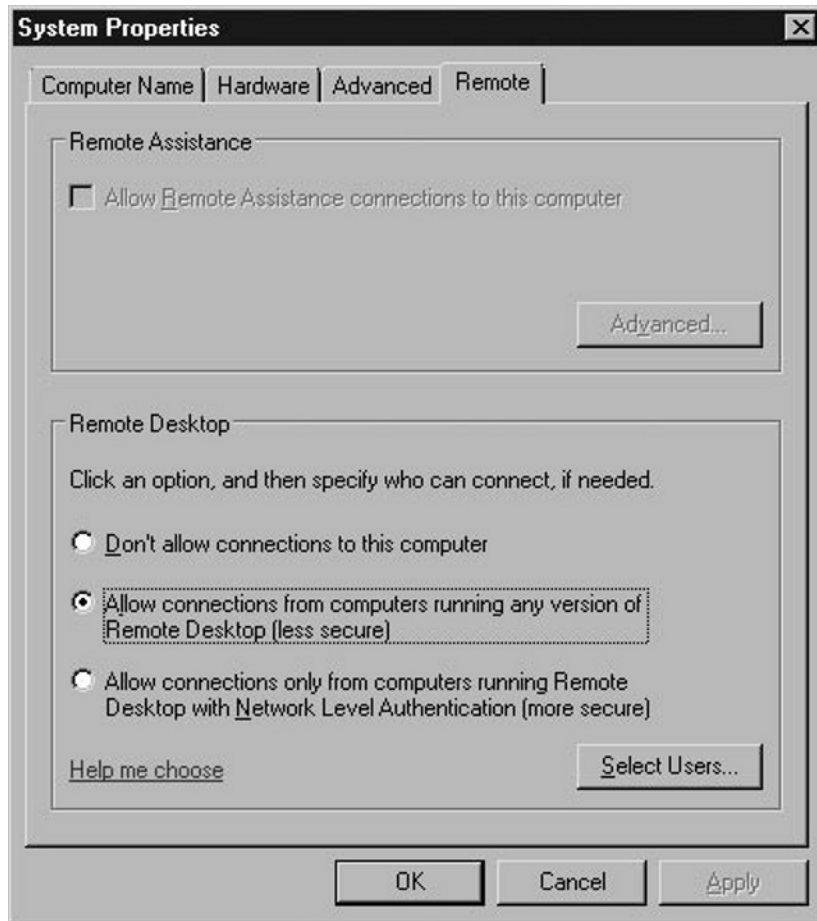 System Properties
Computer Name
Hardware
Advanced
Remote
Remote Assistance
Allow Remote Assistance connections to this computer
Advanced...
Remote Desktop
Click an option, and then specify who can connect, if needed.
Don't allow connections to this computer
Allow connections from computers running any version of
Remote Desktop (less secure)
Allow connections only from computers running Remote
Desktop with Network Level Authentication (more secure)
Help me choose
Select Users...
OK
Cancel
Apply